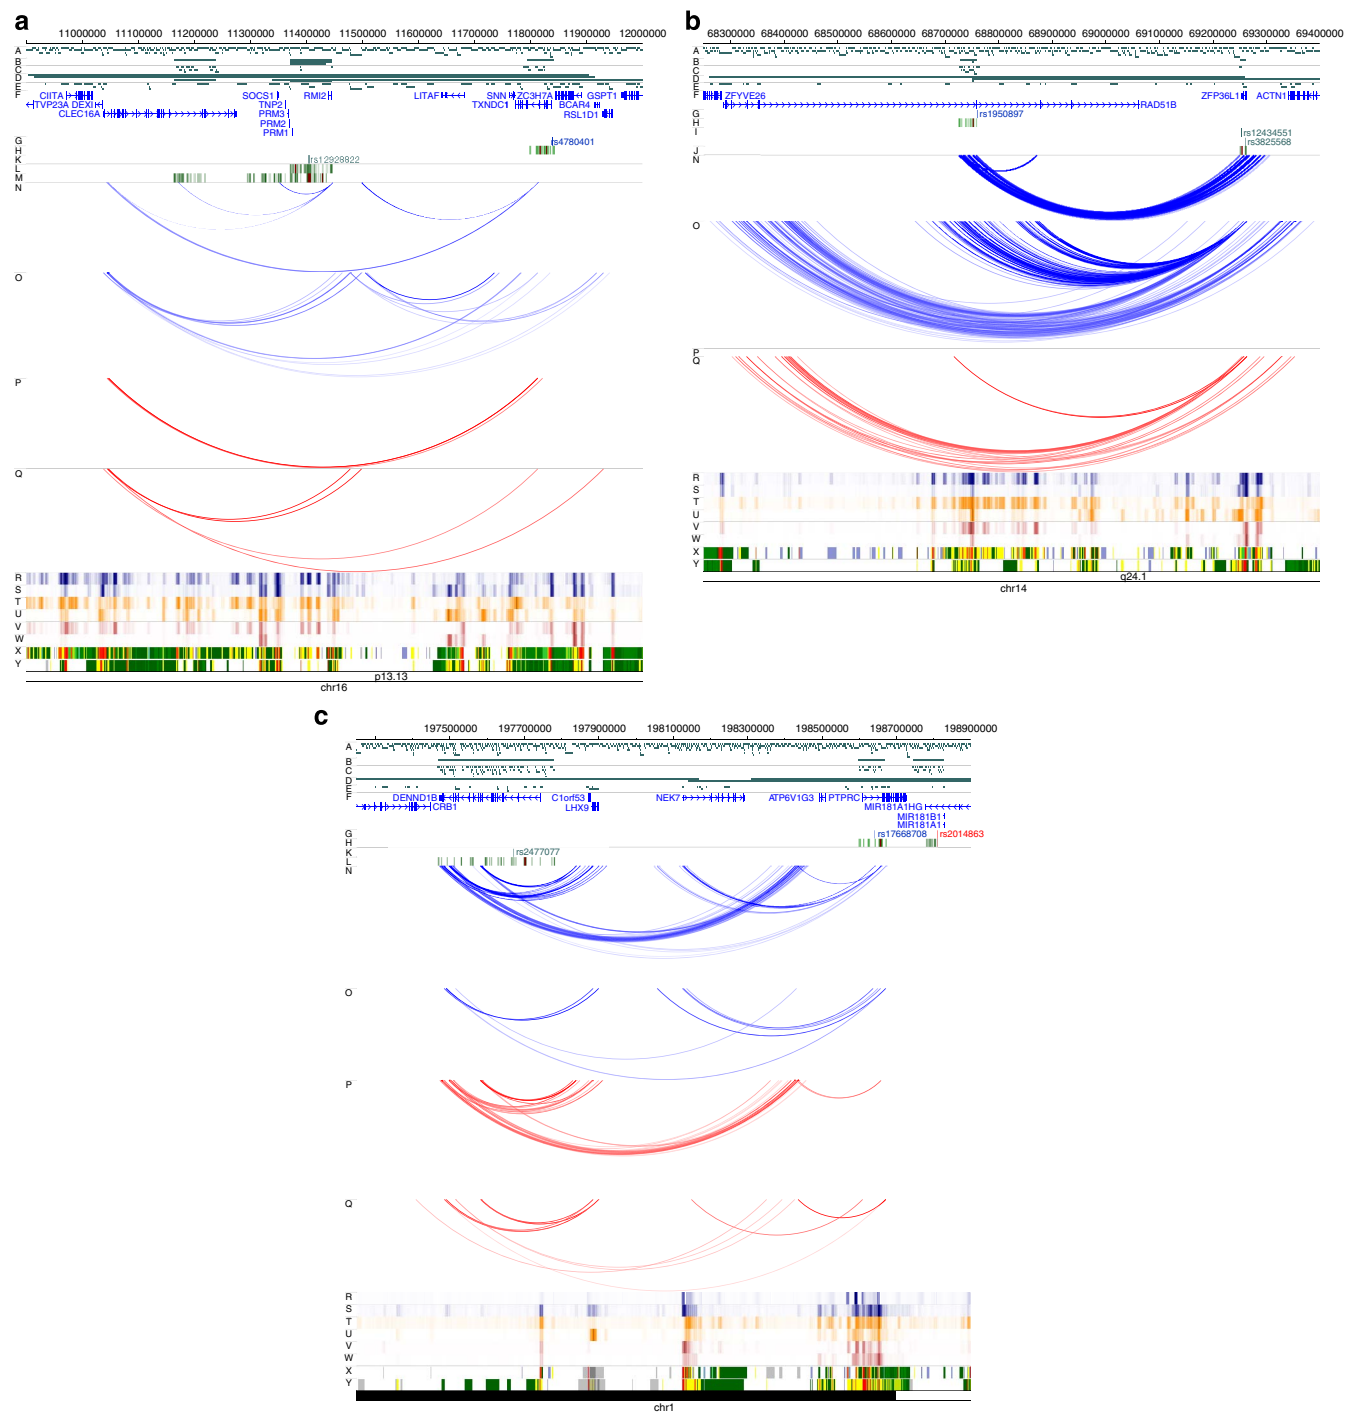 a
11000000 11100000 11200000 11300000 11400000 11500000 11600000 11700000 11800000 11900000 12000000
A
B
C
D
E
F
CIITA SOCS1 RMI2 LITAF SNN ZC3H7A GSPT1
TVP23A DEXI TNP2 TXNDC1 BCAR4
CLEC16A PRM3 RSL1D1
PRM2
PRM1
G rs4780401
H
K rs12928822
L
M
N
O
P
Q
R
S
T
U
V
W
X
Y
p13.13
chr16
b
68300000 68400000 68500000 68600000 68700000 68800000 68900000 69000000 69100000 69200000 69300000 69400000
A
B
C
D
E
F ZFYVE26 ZFP36L1 ACTN1
RAD51B
G rs1950897
H
I rs12434551
rs3825568
J
N
O
P
Q
R
S
T
U
V
W
X
Y
q24.1
chr14
c
197500000 197700000 197900000 198100000 198300000 198500000 198700000 198900000
A
B
C
D
E
F DENND1B C1orf53 NEK7 ATP6V1G3 PTPRC
CRB1 LHX9 MIR181A1HG
MIR181B1
MIR181A1
G rs17668708 rs2014863
H
K rs2477077
L
N
O
P
Q
R
S
T
U
V
W
X
Y
chr1